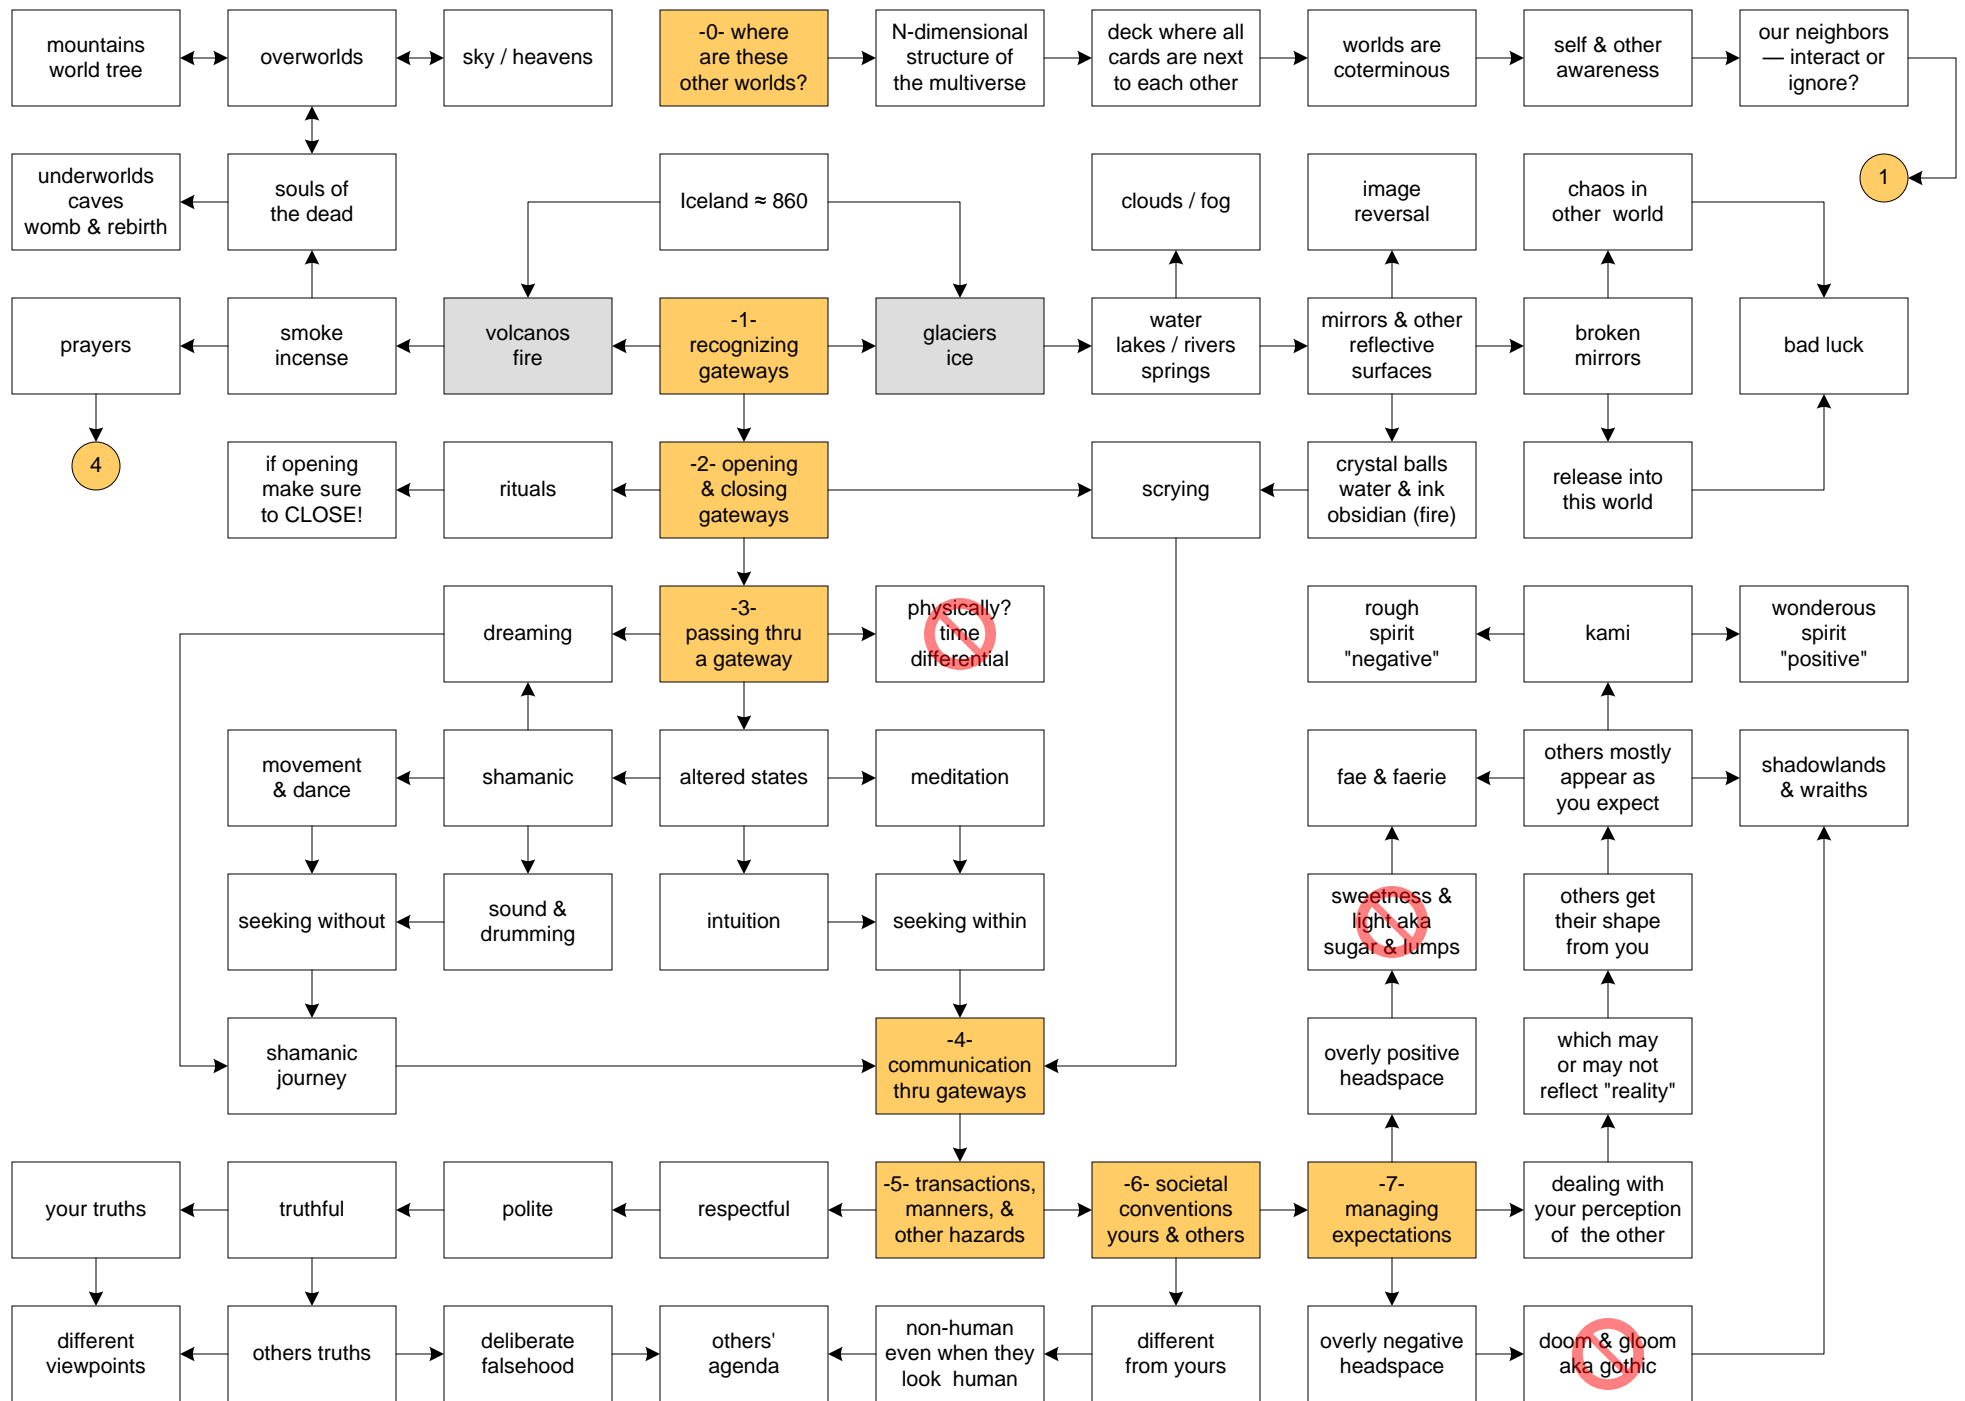 mountains
world tree
overworlds
sky / heavens
-0- where
are these
other worlds?
N-dimensional
structure of
the multiverse
deck where all
cards are next
to each other
worlds are
coterminous
self & other
awareness
our neighbors
— interact or
ignore?
underworlds
caves
womb & rebirth
souls of
the dead
Iceland ≈ 860
clouds / fog
image
reversal
chaos in
other  world
1
prayers
smoke
incense
volcanos
fire
-1-
recognizing
gateways
glaciers
ice
water
lakes / rivers
springs
mirrors & other
reflective
surfaces
broken
mirrors
bad luck
4
if opening
make sure
to CLOSE!
rituals
-2- opening
& closing
gateways
scrying
crystal balls
water & ink
obsidian (fire)
release into
this world
dreaming
-3-
passing thru
a gateway
physically?
time
differential
rough
spirit
"negative"
kami
wonderous
spirit
"positive"
movement
& dance
shamanic
altered states
meditation
fae & faerie
others mostly
appear as
you expect
shadowlands
& wraiths
seeking without
sound &
drumming
intuition
seeking within
sweetness &
light aka
sugar & lumps
others get
their shape
from you
shamanic
journey
-4-
communication
thru gateways
overly positive
headspace
which may
or may not
reflect "reality"
your truths
truthful
polite
respectful
-5- transactions,
manners, &
other hazards
-6- societal
conventions
yours & others
-7-
managing
expectations
dealing with
your perception
of  the other
different
viewpoints
others truths
deliberate
falsehood
others'
agenda
non-human
even when they
look  human
different
from yours
overly negative
headspace
doom & gloom
aka gothic